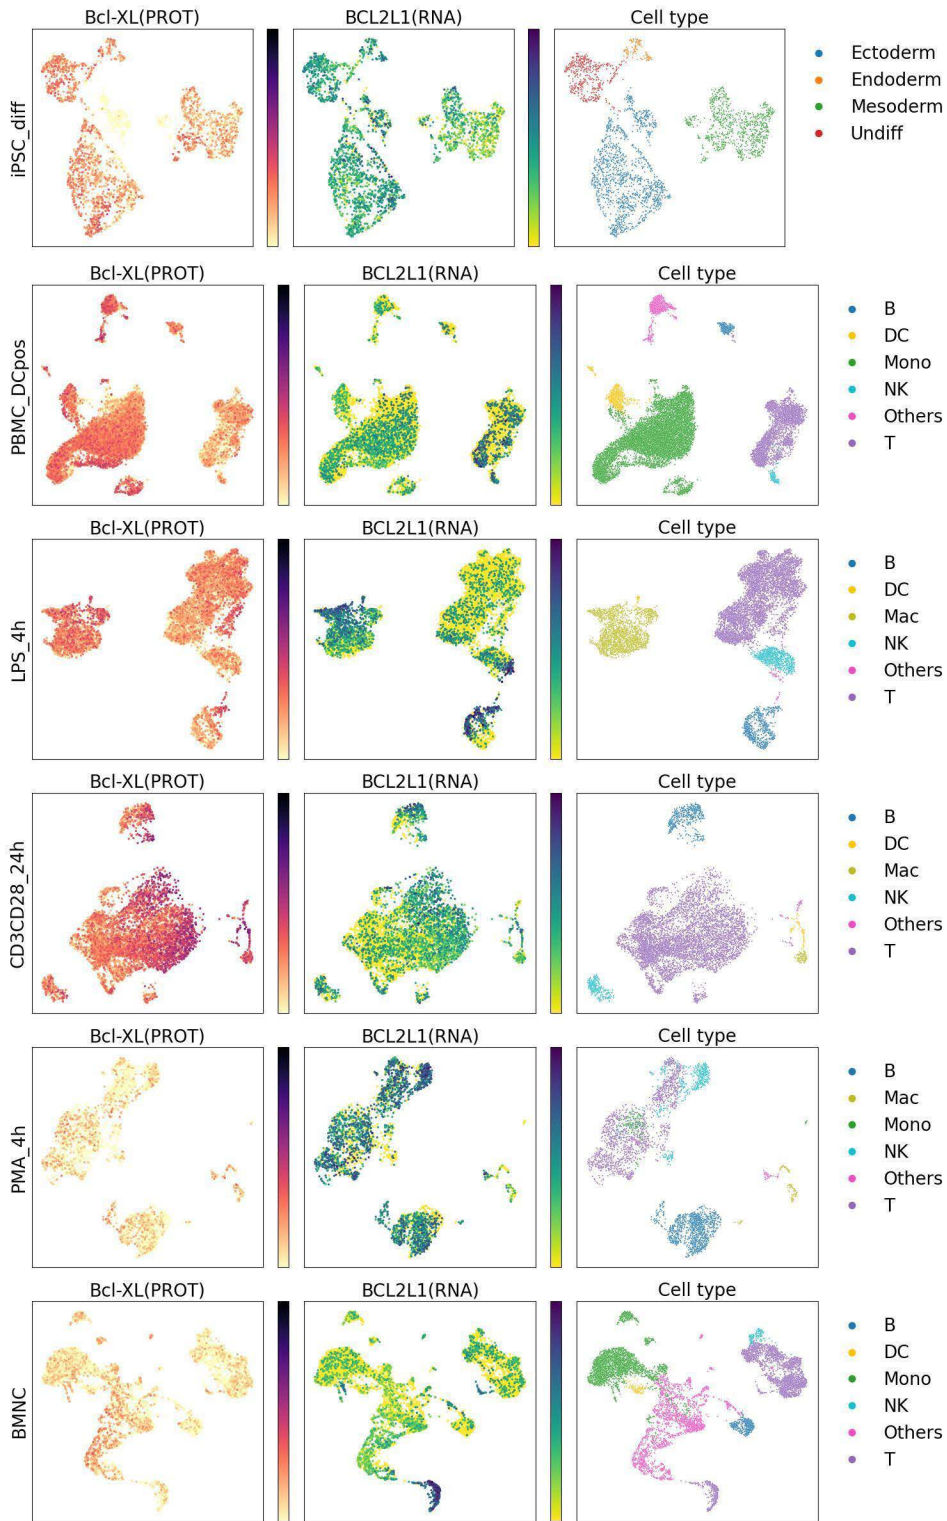 Bcl-XL(PROT) BCL2L1(RNA) Cell type
iPSC_diff
Ectoderm
Endoderm
Mesoderm
Undiff
Bcl-XL(PROT) BCL2L1(RNA) Cell type
PBMC_DCpos
B
DC
Mono
NK
Others
T
Bcl-XL(PROT) BCL2L1(RNA) Cell type
LPS_4h
B
DC
Mac
NK
Others
T
Bcl-XL(PROT) BCL2L1(RNA) Cell type
CD3CD28_24h
B
DC
Mac
NK
Others
T
Bcl-XL(PROT) BCL2L1(RNA) Cell type
PMA_4h
B
Mac
Mono
NK
Others
T
Bcl-XL(PROT) BCL2L1(RNA) Cell type
BMNC
B
DC
Mono
NK
Others
T